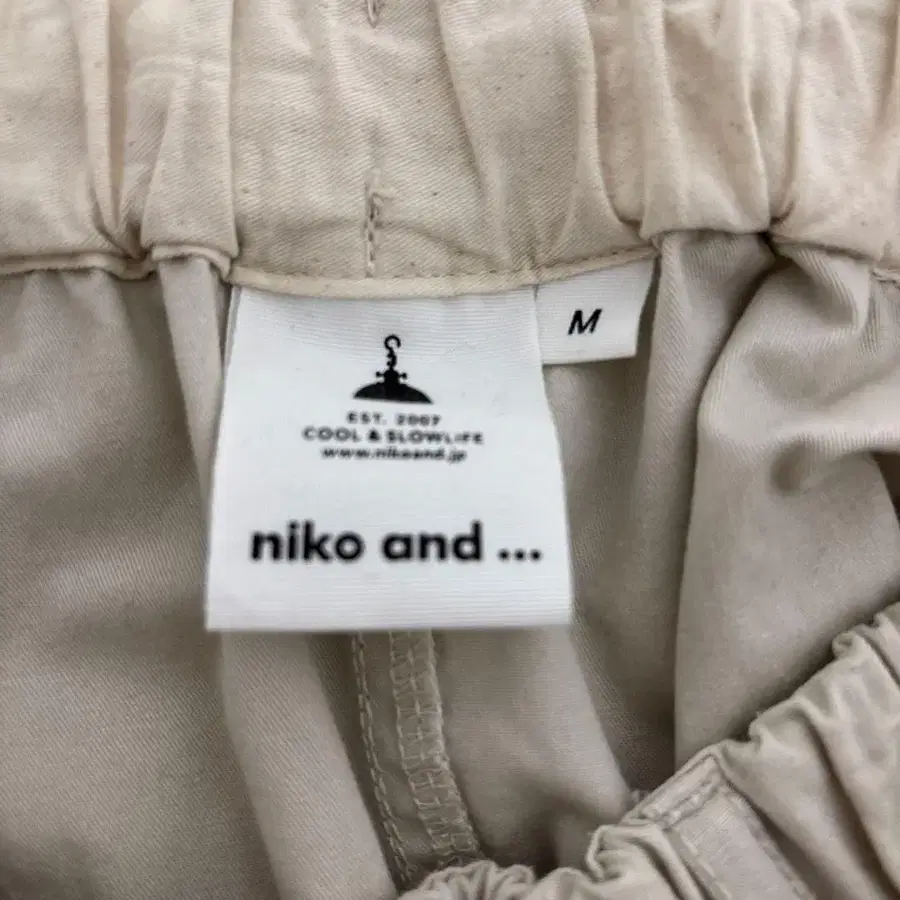 M
EST. 2007
COOL & SLOWLIFE
www.nikoand.jp
niko and ...